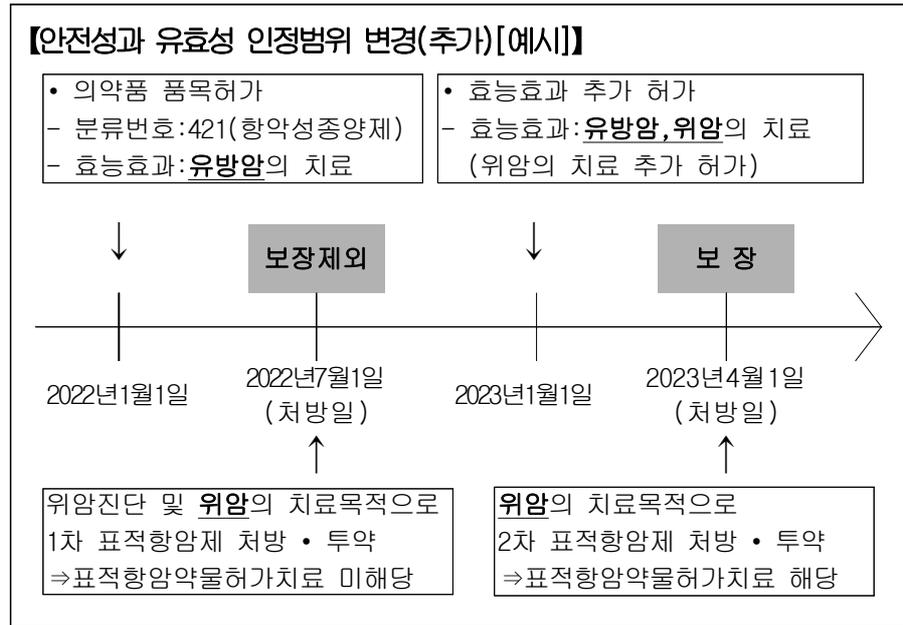 【안전성과 유효성 인정범위 변경(추가)[예시]】
• 의약품 품목허가
- 분류번호:421(항악성종양제)
- 효능효과:유방암의 치료
• 효능효과 추가 허가
- 효능효과:유방암,위암의 치료
(위암의 치료 추가 허가)
↓
보장제외
↓
보 장
2022년1월1일
2022년7월1일
(처방일)
2023년1월1일
2023년4월1일
(처방일)
↑
↑
위암진단 및 위암의 치료목적으로
1차 표적항암제 처방 • 투약
⇒표적항암약물허가치료 미해당
위암의 치료목적으로
2차 표적항암제 처방 • 투약
⇒표적항암약물허가치료 해당